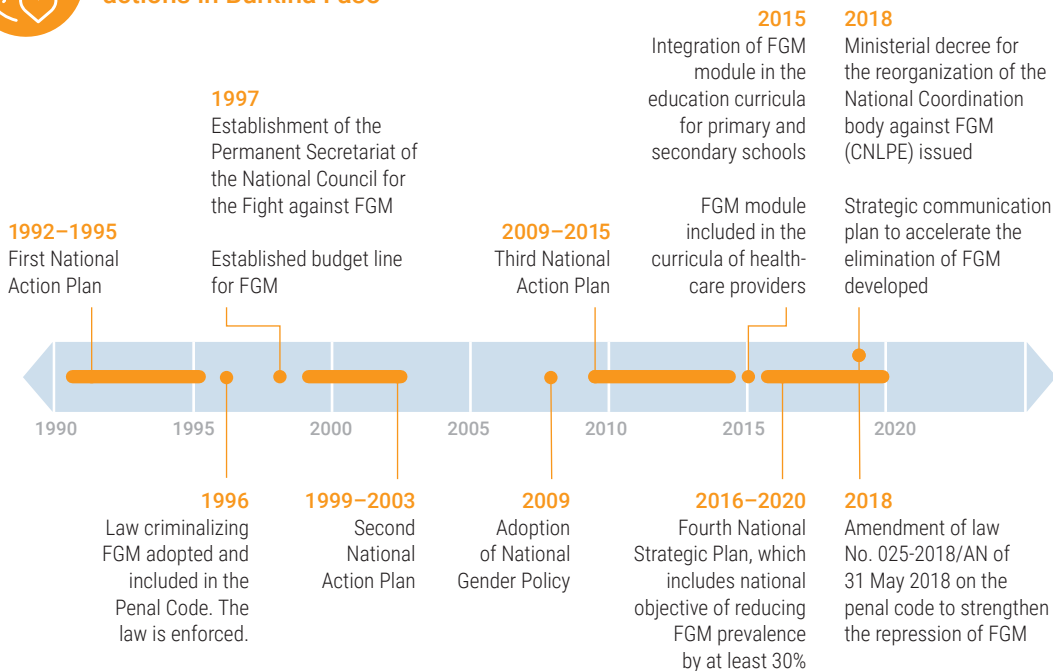 actions in Burkina Faso
1992–1995
First National
Action Plan
1997
Establishment of the
Permanent Secretariat of
the National Council for
the Fight against FGM
Established budget line
for FGM
2009–2015
Third National
Action Plan
2015
Integration of FGM
module in the
education curricula
for primary and
secondary schools
FGM module
included in the
curricula of health-
care providers
2018
Ministerial decree for
the reorganization of the
National Coordination
body against FGM
(CNLPE) issued
Strategic communication
plan to accelerate the
elimination of FGM
developed
1990
1995
2000
2005
2010
2015
2020
1996
Law criminalizing
FGM adopted and
included in the
Penal Code. The
law is enforced.
1999–2003
Second
National
Action Plan
2009
Adoption
of National
Gender Policy
2016–2020
Fourth National
Strategic Plan, which
includes national
objective of reducing
FGM prevalence
by at least 30%
2018
Amendment of law
No. 025-2018/AN of
31 May 2018 on the
penal code to strengthen
the repression of FGM